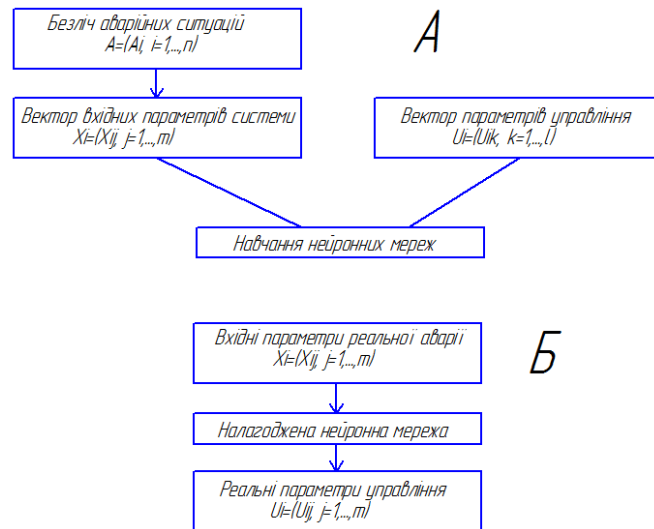 Безліч аварійних ситуацій
A=(Ai, i=1,...,n)
А
Вектор вхідних параметрів системи
Xi=(Xij, j=1,...,m)
Вектор параметрів управління
Ui=(Uik, k=1,...,l)
Навчання нейронних мереж
Вхідні параметри реальної аварії
Xi=(Xij, j=1,...,m)
Б
Налагоджена нейронна мережа
Реальні параметри управління
Ui=(Uij, j=1,...,m)